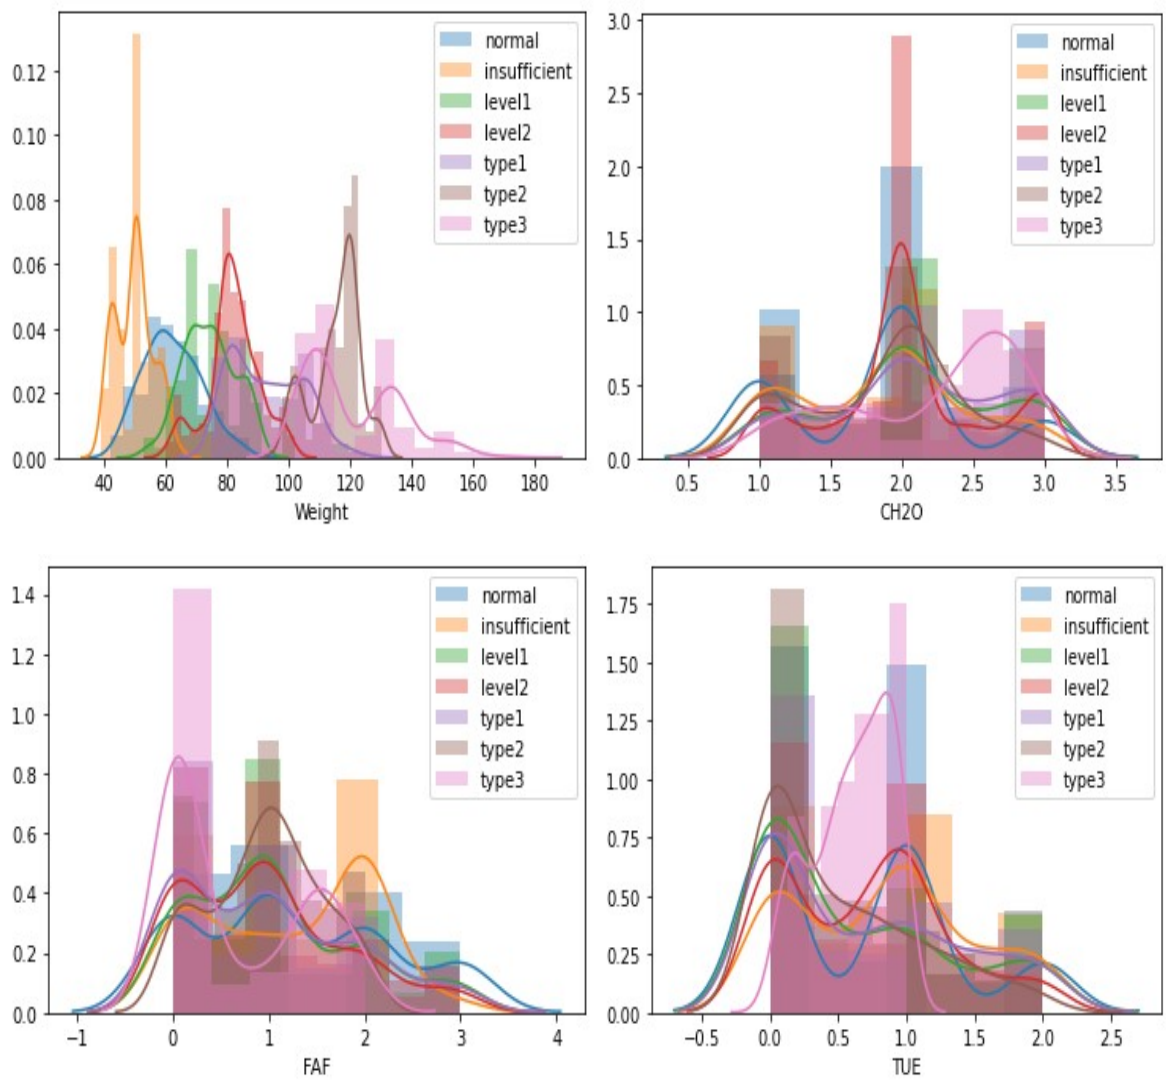 0.12
0.10
0.08
0.06
0.04
0.02
0.00
40 60 80 100 120 140 160 180
Weight
normal
insufficient
level1
level2
type1
type2
type3
3.0
2.5
2.0
1.5
1.0
0.5
0.0
0.5 1.0 1.5 2.0 2.5 3.0 3.5
CH2O
normal
insufficient
level1
level2
type1
type2
type3
1.4
1.2
1.0
0.8
0.6
0.4
0.2
0.0
−1 0 1 2 3 4
FAF
normal
insufficient
level1
level2
type1
type2
type3
1.75
1.50
1.25
1.00
0.75
0.50
0.25
0.00
−0.5 0.0 0.5 1.0 1.5 2.0 2.5
TUE
normal
insufficient
level1
level2
type1
type2
type3